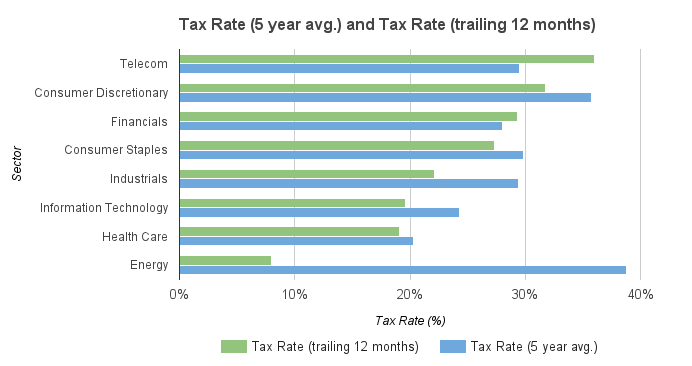 Tax Rate (5 year avg.) and Tax Rate (trailing 12 months)
Telecom
Consumer Discretionary
Financials
Consumer Staples
Industrials
Information Technology
Health Care
Energy
Sector
0% 10% 20% 30% 40%
Tax Rate (%)
Tax Rate (trailing 12 months) Tax Rate (5 year avg.)